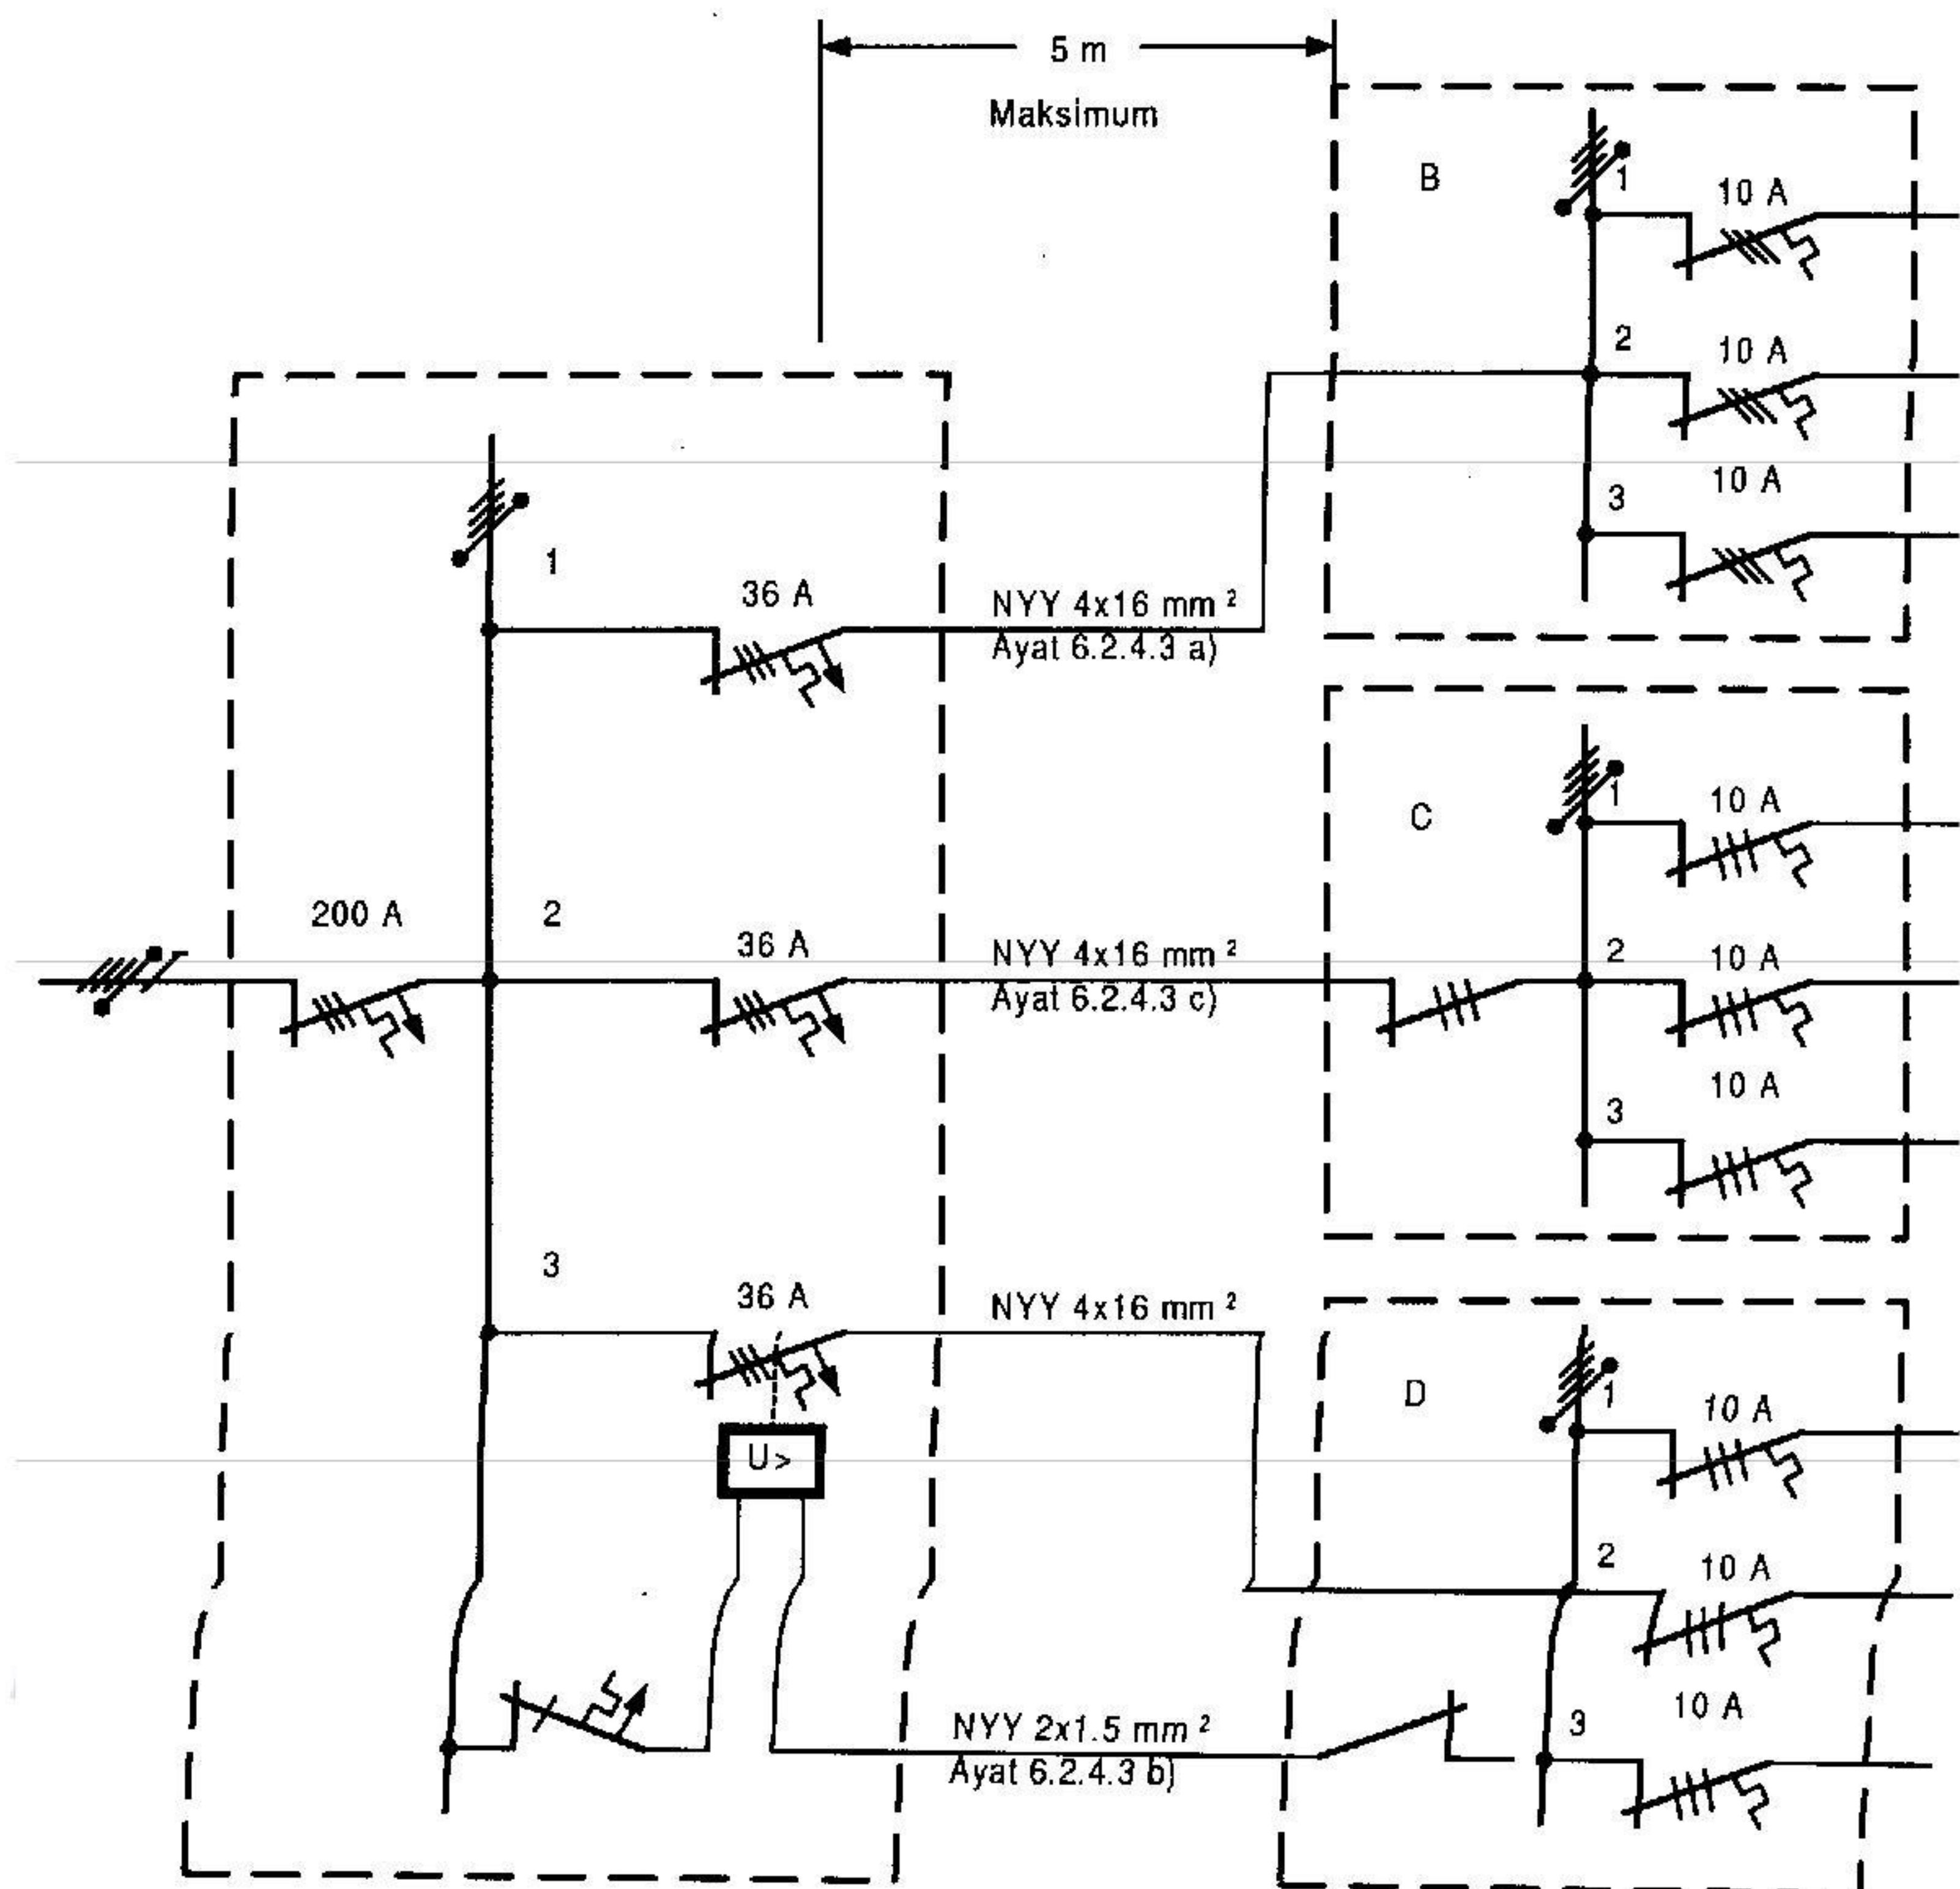 5 m
Maksimum
B
1
10 A
2
10 A
3
10 A
1
36 A
NYY 4x16 mm ²
Ayat 6.2.4.3 a)
C
1
10 A
200 A
2
36 A
NYY 4x16 mm ²
Ayat 6.2.4.3 c)
2
10 A
3
10 A
3
36 A
NYY 4x16 mm ²
U>
D
1
10 A
2
10 A
3
10 A
NYY 2x1.5 mm ²
Ayat 6.2.4.3 b)